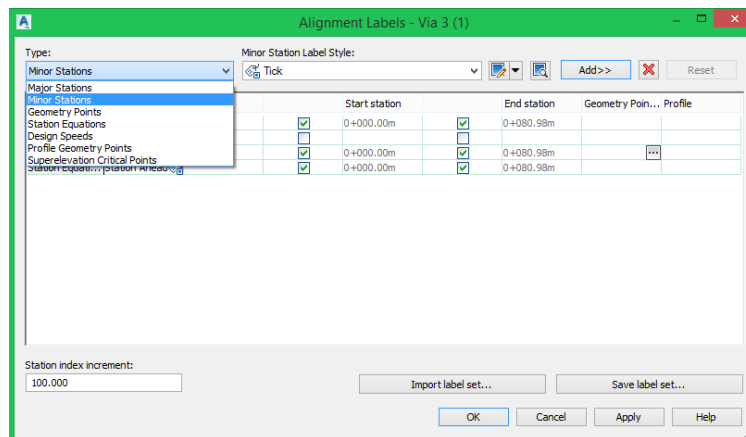 Alignment Labels - Via 3 (1)
Type:
Minor Station Label Style:
Minor Stations
Tick
Add>>
Reset
Major Stations
Minor Stations
Geometry Points
Station Equations
Design Speeds
Profile Geometry Points
Superelevation Critical Points
Start station
End station
Geometry Poin...
Profile
0+000.00m
0+080.98m
0+000.00m
0+080.98m
...
Station Equati...
Station Ahead
0+000.00m
0+080.98m
Station index increment:
100.000
Import label set...
Save label set...
OK
Cancel
Apply
Help